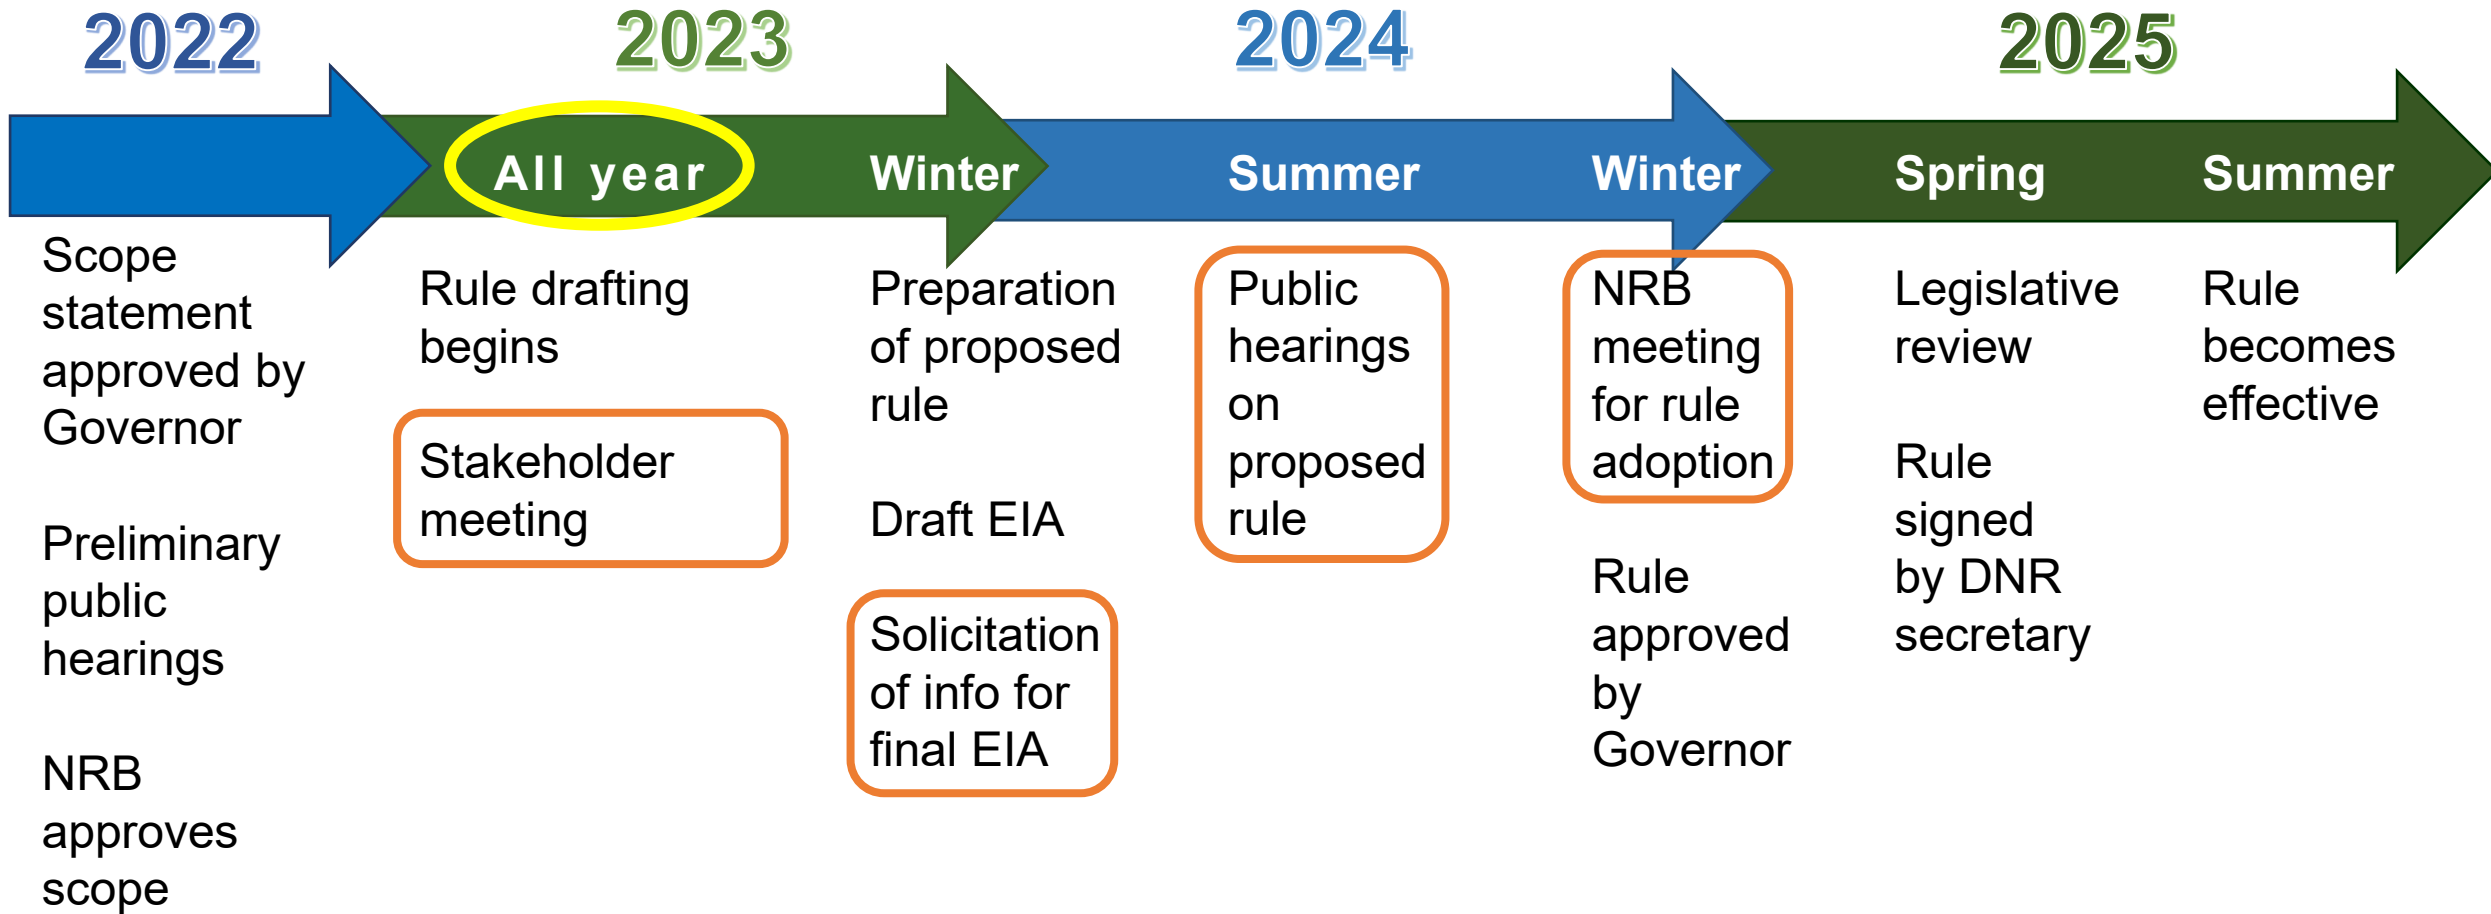 2022
2023
2024
2025
All year
Winter
Summer
Winter
Spring
Summer
Scope
statement
approved by
Governor
Preliminary
public
hearings
NRB
approves
scope
Rule drafting
begins
Stakeholder
meeting
Preparation
of proposed
rule
Draft EIA
Solicitation
of info for
final EIA
Public
hearings
on
proposed
rule
NRB
meeting
for rule
adoption
Rule
approved
by
Governor
Legislative
review
Rule
signed
by DNR
secretary
Rule
becomes
effective